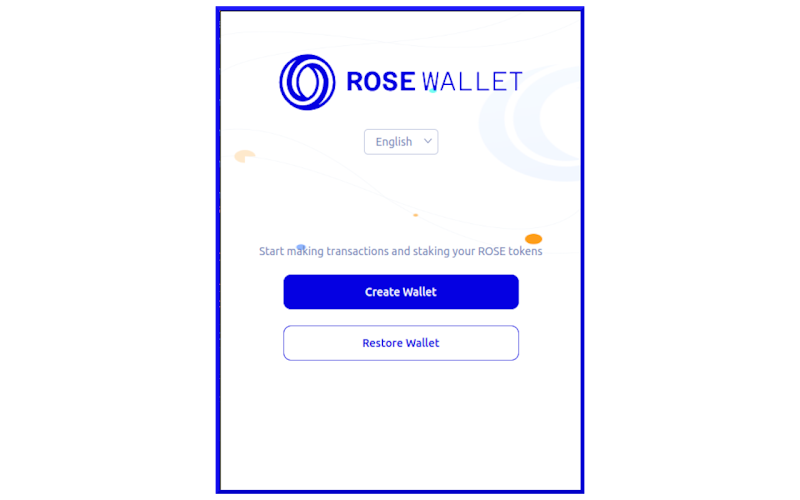 ROSE WALLET
English
Start making transactions and staking your ROSE tokens
Create Wallet
Restore Wallet